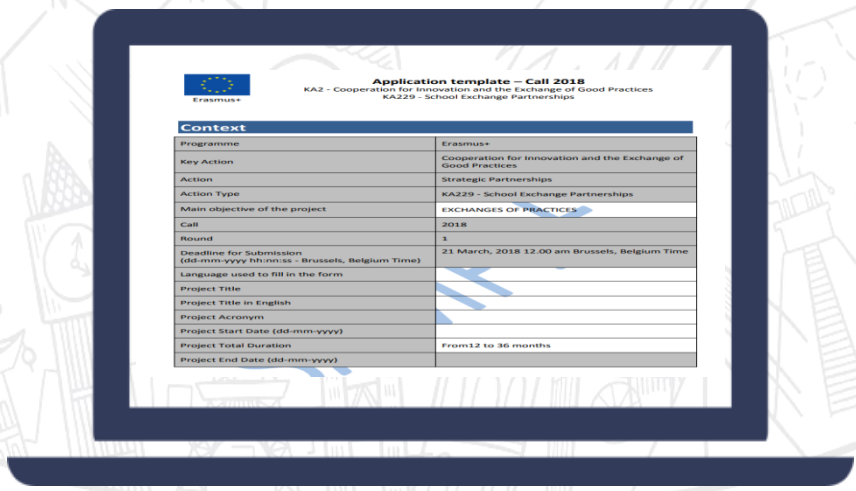 Application template – Call 2018
KA2 - Cooperation for Innovation and the Exchange of Good Practices
KA229 - School Exchange Partnerships
Erasmus+
Context
Programme
Erasmus+
Key Action
Cooperation for Innovation and the Exchange of
Good Practices
Action
Strategic Partnerships
Action Type
KA229 - School Exchange Partnerships
Main objective of the project
EXCHANGES OF PRACTICES
Call
2018
Round
1
Deadline for Submission
(dd-mm-yyyy hh:nn:ss - Brussels, Belgium Time)
21 March, 2018 12.00 am Brussels, Belgium Time
Language used to fill in the form
Project Title
Project Title in English
Project Acronym
Project Start Date (dd-mm-yyyy)
Project Total Duration
From12 to 36 months
Project End Date (dd-mm-yyyy)